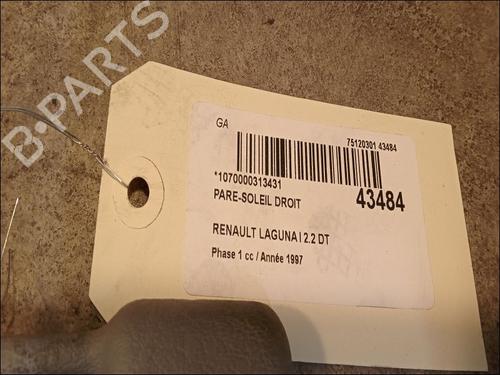 GA
75120301 43484
*1070000313431
43484
PARE-SOLEIL DROIT
RENAULT LAGUNA I 2.2 DT
Phase 1 cc / Année 1997
B-PARTS